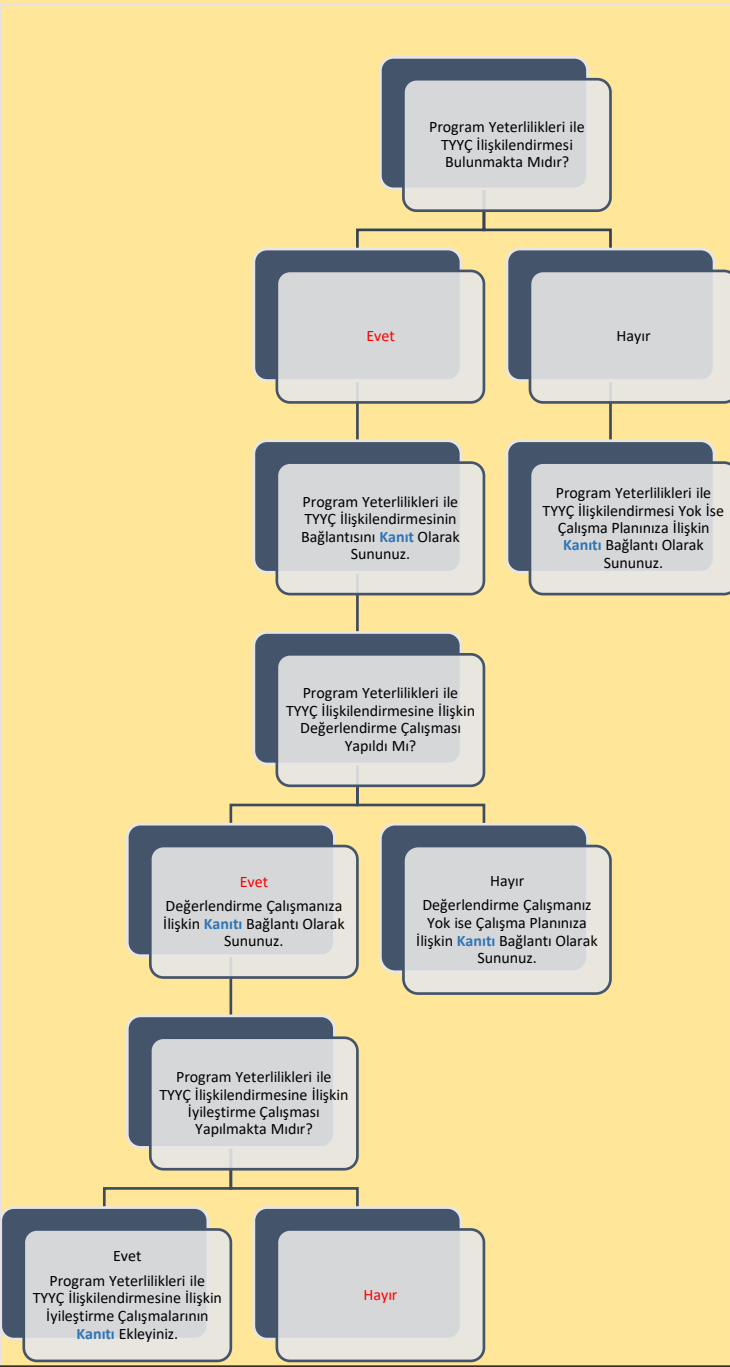 Program Yeterlilikleri ile
TYYÇ İlişkilendirmesi
Bulunmakta Mıdır?
Evet
Hayır
Program Yeterlilikleri ile
TYYÇ İlişkilendirmesinin
Bağlantısını Kanıt Olarak
Sununuz.
Program Yeterlilikleri ile
TYYÇ İlişkilendirmesi Yok Ise
Çalışma Planınıza İlişkin
Kanıtı Bağlantı Olarak
Sununuz.
Program Yeterlilikleri ile
TYYÇ İlişkilendirmesine İlişkin
Değerlendirme Çalışması
Yapıldı Mı?
Evet
Değerlendirme Çalışmanıza
İlişkin Kanıtı Bağlantı Olarak
Sununuz.
Hayır
Değerlendirme Çalışmanız
Yok ise Çalışma Planınıza
İlişkin Kanıtı Bağlantı Olarak
Sununuz.
Program Yeterlilikleri ile
TYYÇ İlişkilendirmesine İlişkin
İyileştirme Çalışması
Yapılmakta Mıdır?
Evet
Program Yeterlilikleri ile
TYYÇ İlişkilendirmesine İlişkin
İyileştirme Çalışmalarının
Kanıtı Ekleyiniz.
Hayır